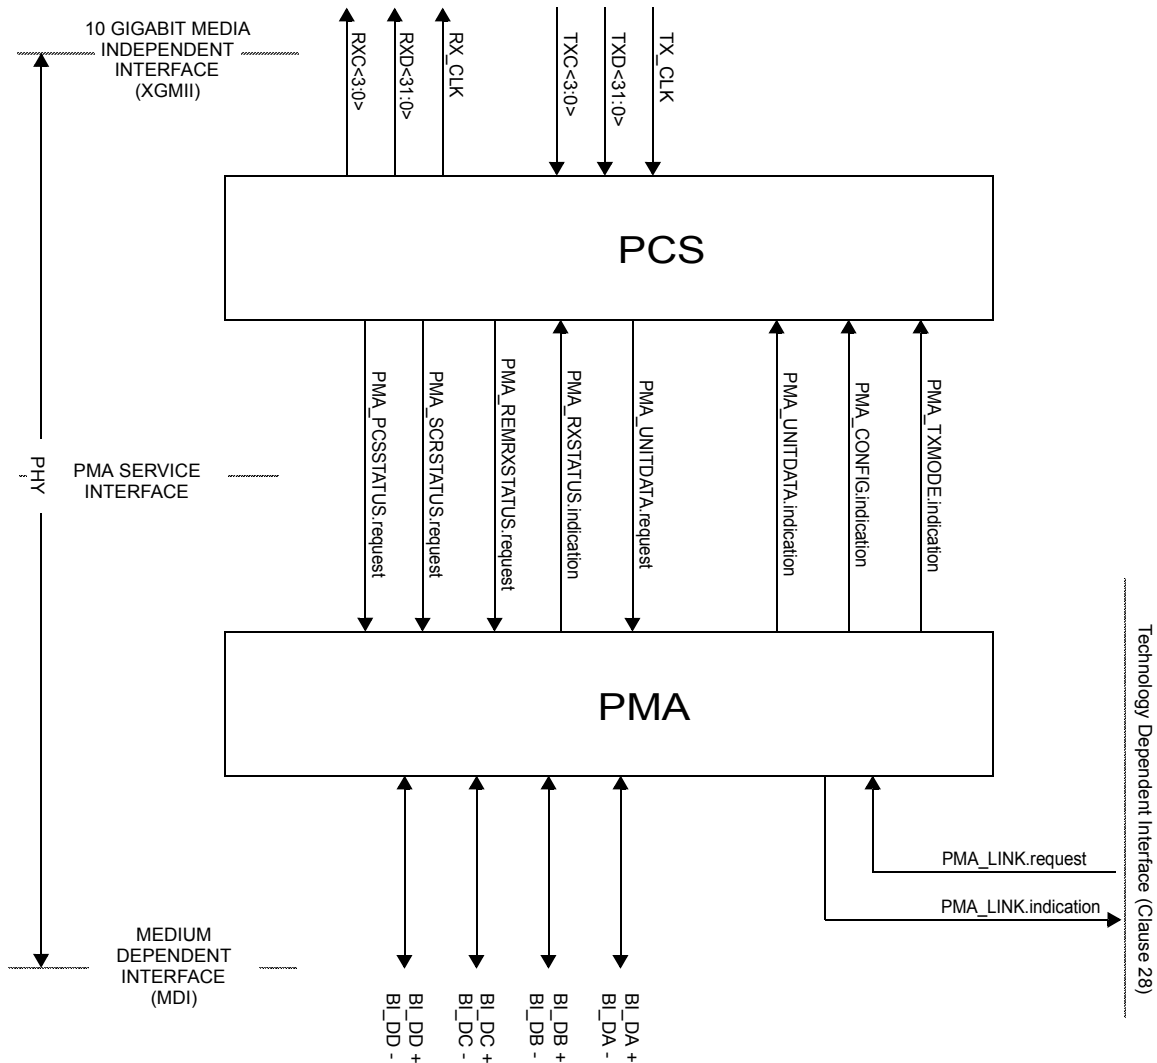 10 GIGABIT MEDIA
INDEPENDENT
INTERFACE
(XGMII)
RXC<3:0>
RXD<31:0>
RX_CLK
TXC<3:0>
TXD<31:0>
TX_CLK
PCS
PMA_PCSSTATUS.request
PMA_SCRSTATUS.request
PMA_REMRXSTATUS.request
PMA_RXSTATUS.indication
PMA_UNITDATA.request
PMA_UNITDATA.indication
PMA_CONFIG.indication
PMA_TXMODE.indication
PHY
PMA SERVICE
INTERFACE
PMA
Technology Dependent Interface (Clause 28)
PMA_LINK.request
PMA_LINK.indication
MEDIUM
DEPENDENT
INTERFACE
(MDI)
BI_DD +
BI_DD -
BI_DC +
BI_DC -
BI_DB +
BI_DB -
BI_DA +
BI_DA -